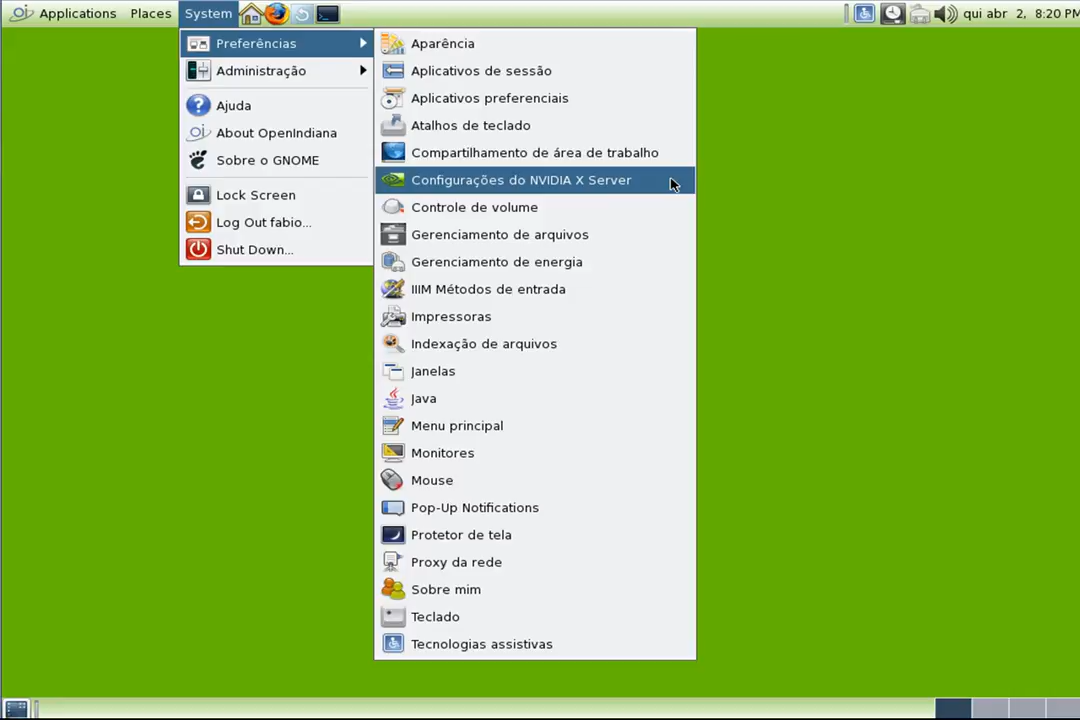 Applications Places System qui abr 2, 8:20 PM
Preferências
Administração
Ajuda
About OpenIndiana
Sobre o GNOME
Lock Screen
Log Out fabio...
Shut Down...
Aparência
Aplicativos de sessão
Aplicativos preferenciais
Atalhos de teclado
Compartilhamento de área de trabalho
Configurações do NVIDIA X Server
Controle de volume
Gerenciamento de arquivos
Gerenciamento de energia
IIIM Métodos de entrada
Impressoras
Indexação de arquivos
Janelas
Java
Menu principal
Monitores
Mouse
Pop-Up Notifications
Protetor de tela
Proxy da rede
Sobre mim
Teclado
Tecnologias assistivas